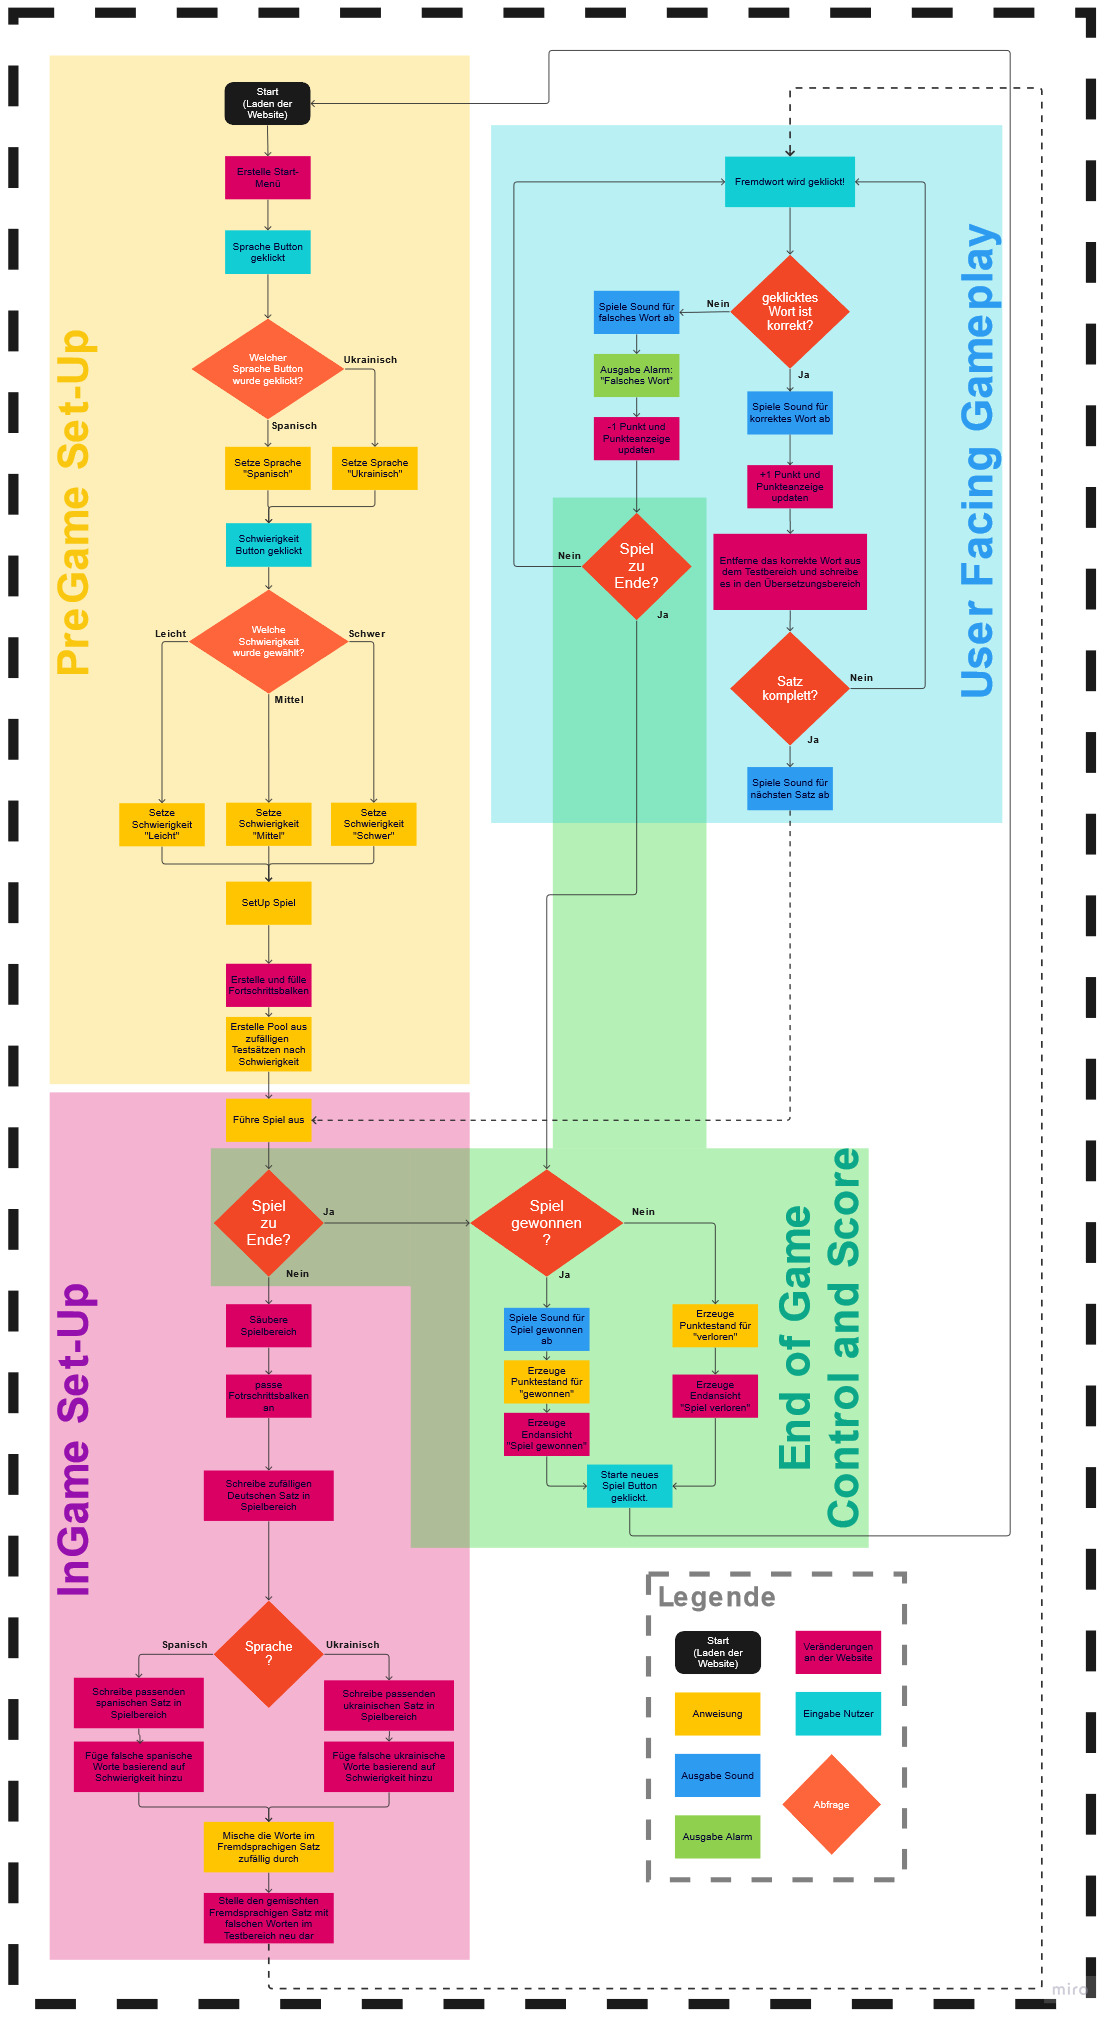 PreGame Set-Up
Start
(Laden der
Website)
Erstelle Start-
Menü
Sprache Button
geklickt
Welcher
Sprache Button
wurde geklickt?
Ukrainisch
Spanisch
Setze Sprache
"Spanisch"
Setze Sprache
"Ukrainisch"
Schwierigkeit
Button geklickt
Welche
Schwierigkeit
wurde gewählt?
Leicht
Schwer
Mittel
Setze
Schwierigkeit
"Leicht"
Setze
Schwierigkeit
"Mittel"
Setze
Schwierigkeit
"Schwer"
SetUp Spiel
Erstelle und fülle
Fortschrittsbalken
Erstelle Pool aus
zufälligen
Testsätzen nach
Schwierigkeit
User Facing Gameplay
Fremdwort wird geklickt!
geklicktes
Wort ist
korrekt?
Nein
Ja
Spiele Sound für
falsches Wort ab
Ausgabe Alarm:
"Falsches Wort"
-1 Punkt und
Punkteanzeige
updaten
Spiel
zu
Ende?
Nein
Ja
Spiele Sound für
korrektes Wort ab
+1 Punkt und
Punkteanzeige
updaten
Entferne das korrekte Wort aus
dem Testbereich und schreibe
es in den Übersetzungsbereich
Satz
komplett?
Nein
Ja
Spiele Sound für
nächsten Satz ab
InGame Set-Up
Führe Spiel aus
Spiel
zu
Ende?
Ja
Nein
Säubere
Spielbereich
passe
Fotrschrittsbalken
an
Schreibe zufälligen
Deutschen Satz in
Spielbereich
Sprache
?
Spanisch
Ukrainisch
Schreibe passenden
spanischen Satz in
Spielbereich
Schreibe passenden
ukrainischen Satz in
Spielbereich
Füge falsche spanische
Worte basierend auf
Schwierigkeit hinzu
Füge falsche ukrainische
Worte basierend auf
Schwierigkeit hinzu
Mische die Worte im
Fremdsprachigen Satz
zufällig durch
Stelle den gemischten
Fremdsprachigen Satz mit
falschen Worten im
Testbereich neu dar
End of Game
Control and Score
Spiel
gewonnen
?
Nein
Ja
Spiele Sound für
Spiel gewonnen
ab
Erzeuge
Punktestand für
"gewonnen"
Erzeuge
Endansicht
"Spiel gewonnen"
Erzeuge
Punktestand für
"verloren"
Erzeuge
Endansicht
"Spiel verloren"
Starte neues
Spiel Button
geklickt.
Legende
Start
(Laden der
Website)
Veränderungen
an der Website
Anweisung
Eingabe Nutzer
Ausgabe Sound
Abfrage
Ausgabe Alarm
miro